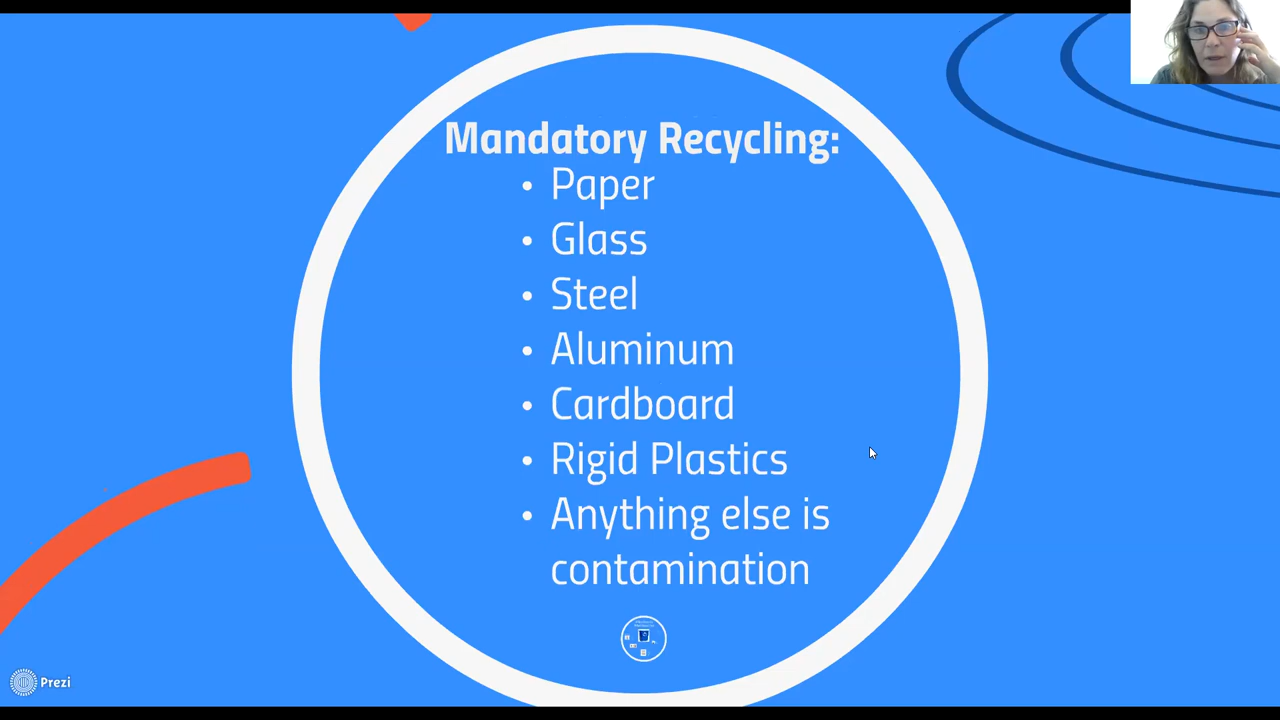 Mandatory Recycling:
• Paper
• Glass
• Steel
• Aluminum
• Cardboard
• Rigid Plastics
• Anything else is
contamination
Prezi